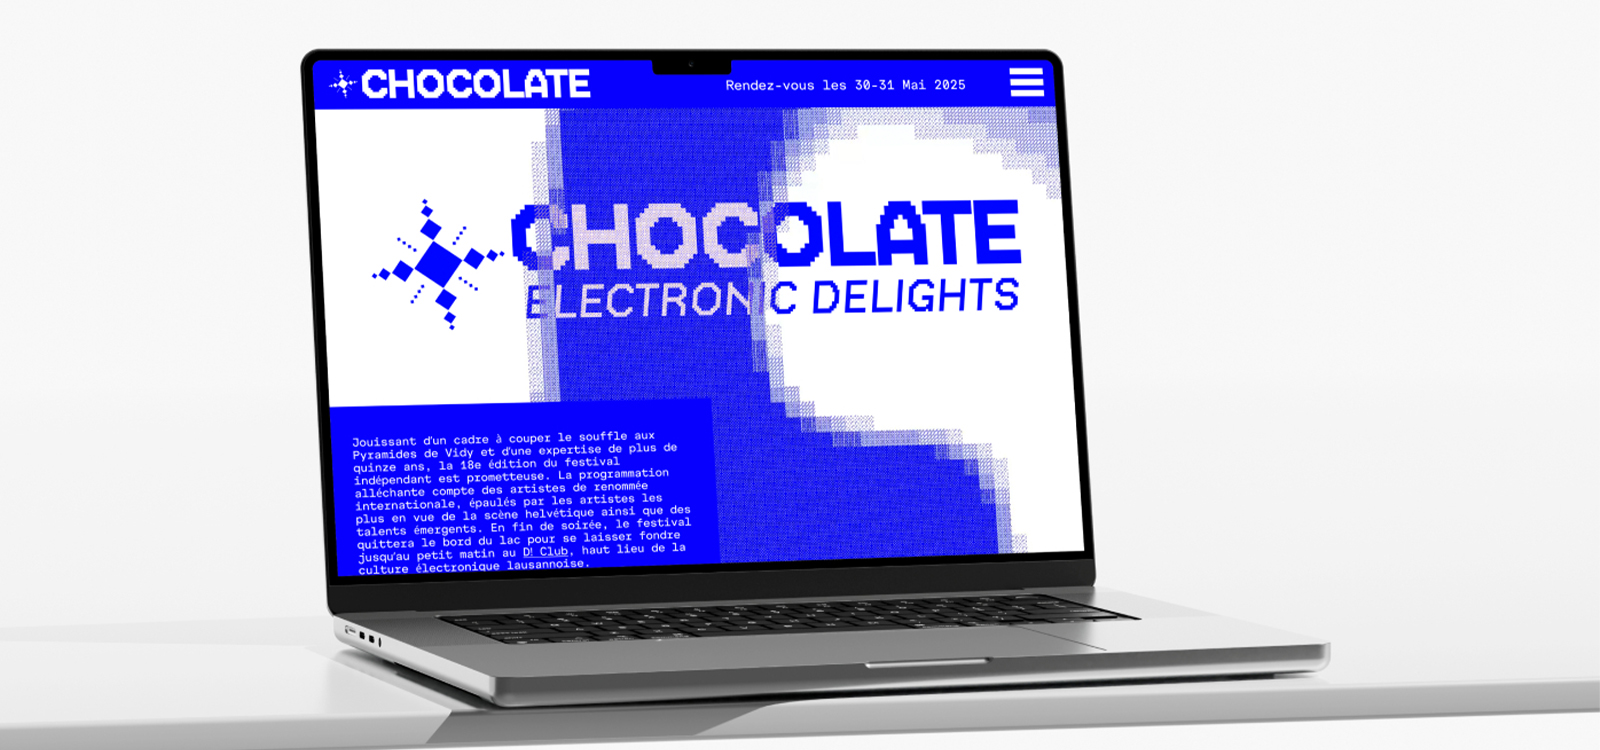 CHOCOLATE
Rendez-vous les 30-31 Mai 2025
CHOCOLATE
ELECTRONIC DELIGHTS
Jouissant d'un cadre à couper le souffle aux
Pyramides de Vidy et d'une expertise de plus de
quinze ans, la 18e édition du festival
indépendant est prometteuse. La programmation
alléchante compte des artistes de renommée
internationale, épaulés par les artistes les
plus en vue de la scène helvétique ainsi que des
talents émergents. En fin de soirée, le festival
quittera le bord du lac pour se laisser fondre
jusqu'au petit matin au D! Club, haut lieu de la
culture électronique lausannoise.